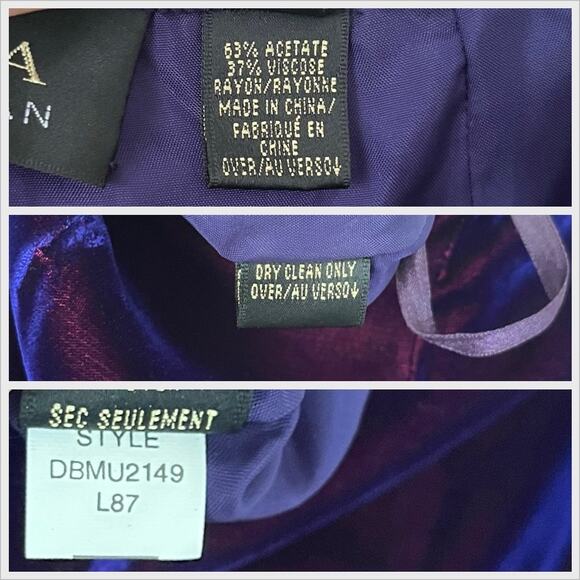 A
AN
63% ACETATE
37% VISCOSE
RAYON/RAYONNE
MADE IN CHINA/
FABRIQUÉ EN
CHINE
OVER/AU VERSO↓
DRY CLEAN ONLY
OVER/AU VERSO↓
SEC SEULEMENT
STYLE
DBMU2149
L87